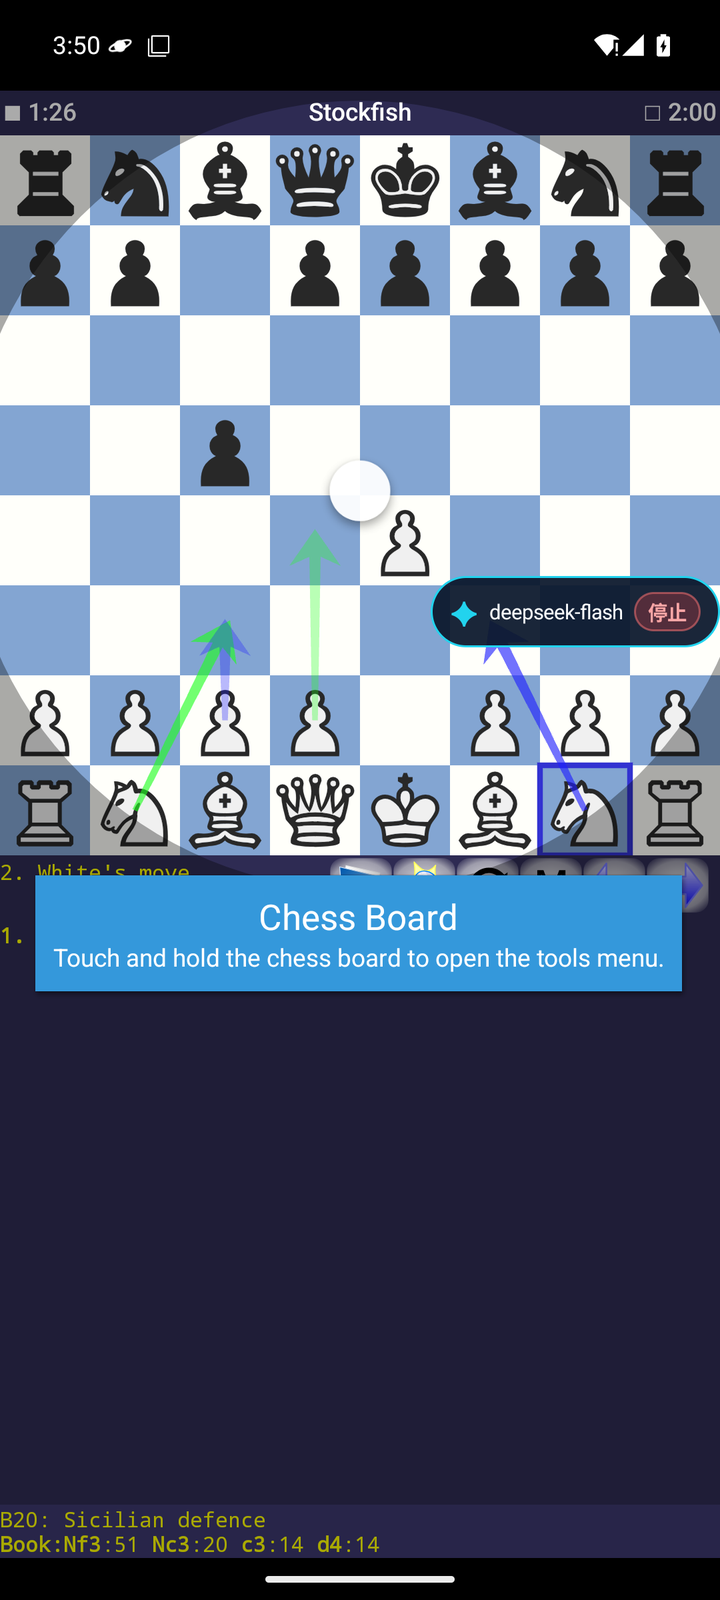 3:50
■ 1:26 Stockfish □ 2:00
deepseek-flash 停止
2. White's move
1.
Chess Board
Touch and hold the chess board to open the tools menu.
B20: Sicilian defence
Book:Nf3:51 Nc3:20 c3:14 d4:14